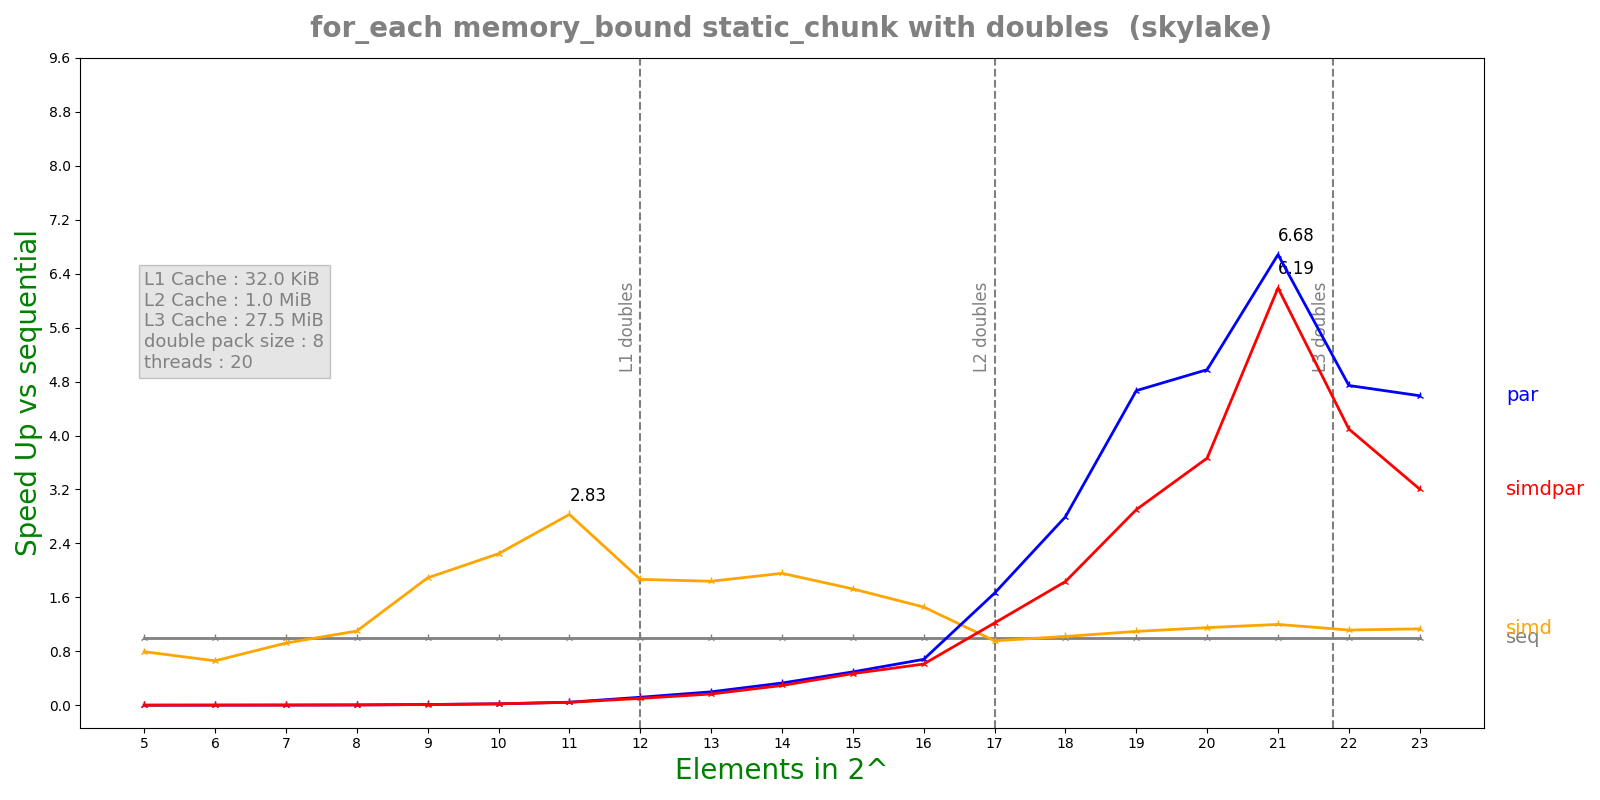 for_each memory_bound static_chunk with doubles (skylake)
Speed Up vs sequential
9.6
8.8
8.0
7.2
6.4
5.6
4.8
4.0
3.2
2.4
1.6
0.8
0.0
L1 Cache : 32.0 KiB
L2 Cache : 1.0 MiB
L3 Cache : 27.5 MiB
double pack size : 8
threads : 20
L1 doubles
L2 doubles
L3 doubles
2.83
6.68
6.19
par
simdpar
simd
seq
5 6 7 8 9 10 11 12 13 14 15 16 17 18 19 20 21 22 23
Elements in 2^